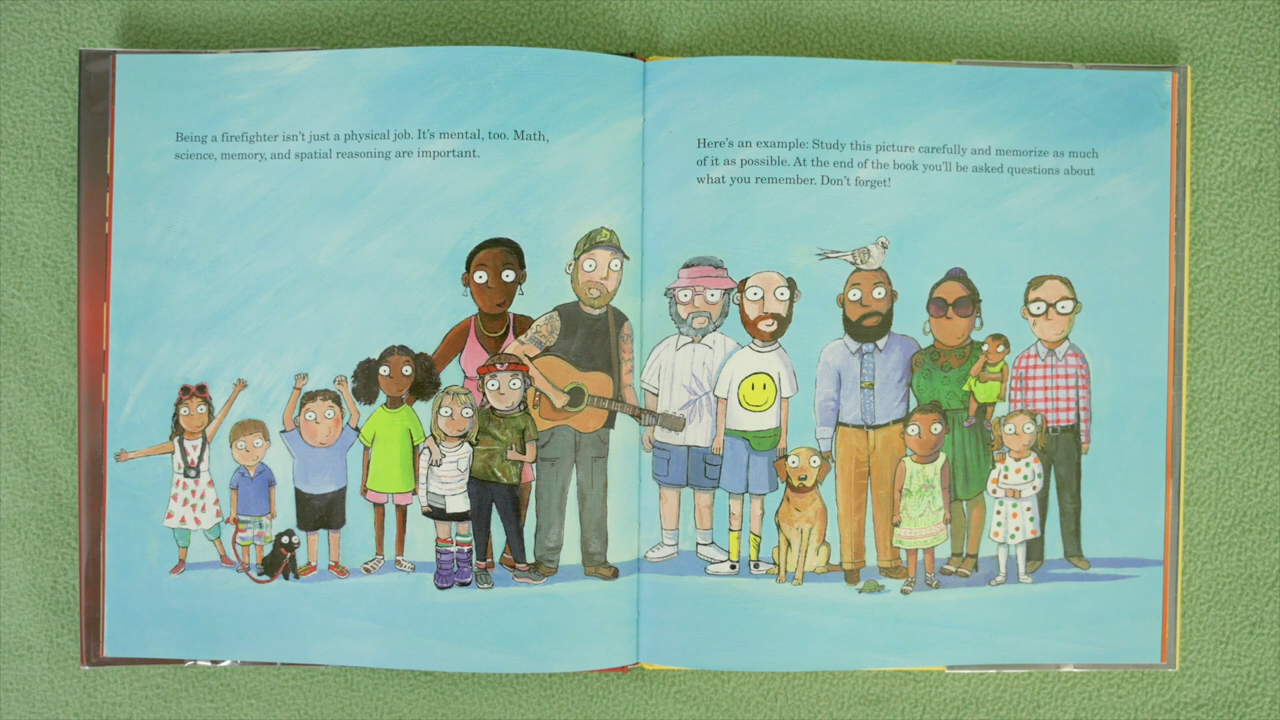 Being a firefighter isn't just a physical job. It's mental, too. Math,
science, memory, and spatial reasoning are important.
Here's an example: Study this picture carefully and memorize as much
of it as possible. At the end of the book you'll be asked questions about
what you remember. Don't forget!